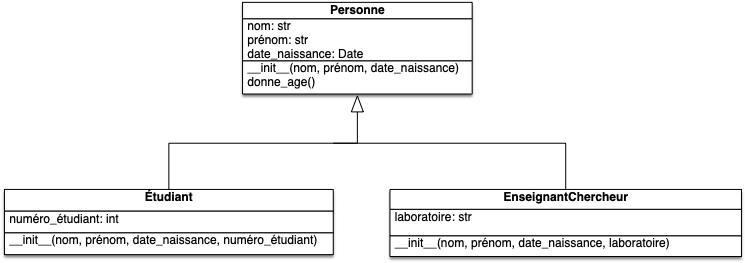 Personne
nom: str
prénom: str
date_naissance: Date
__init__(nom, prénom, date_naissance)
donne_age()
Étudiant
numéro_étudiant: int
__init__(nom, prénom, date_naissance, numéro_étudiant)
EnseignantChercheur
laboratoire: str
__init__(nom, prénom, date_naissance, laboratoire)